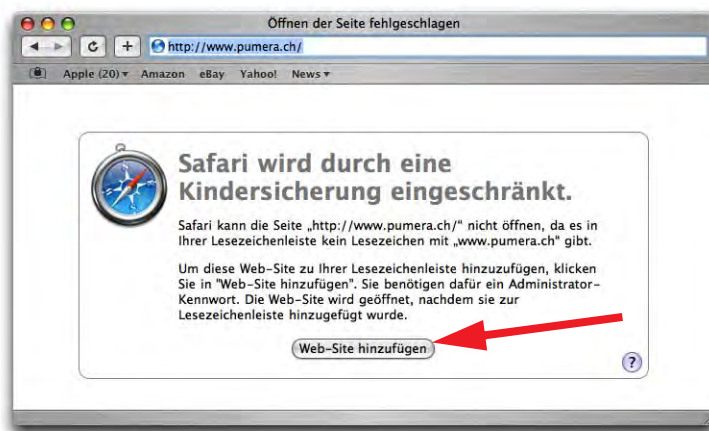 Öffnen der Seite fehlgeschlagen
http://www.pumera.ch/
Apple (20) Amazon eBay Yahoo! News
Safari wird durch eine
Kindersicherung eingeschränkt.
Safari kann die Seite „http://www.pumera.ch/“ nicht öffnen, da es in
Ihrer Lesezeichenleiste kein Lesezeichen mit „www.pumera.ch“ gibt.
Um diese Web-Site zu Ihrer Lesezeichenleiste hinzuzufügen, klicken
Sie in "Web-Site hinzufügen". Sie benötigen dafür ein Administrator-
Kennwort. Die Web-Site wird geöffnet, nachdem sie zur
Lesezeichenleiste hinzugefügt wurde.
Web-Site hinzufügen
?